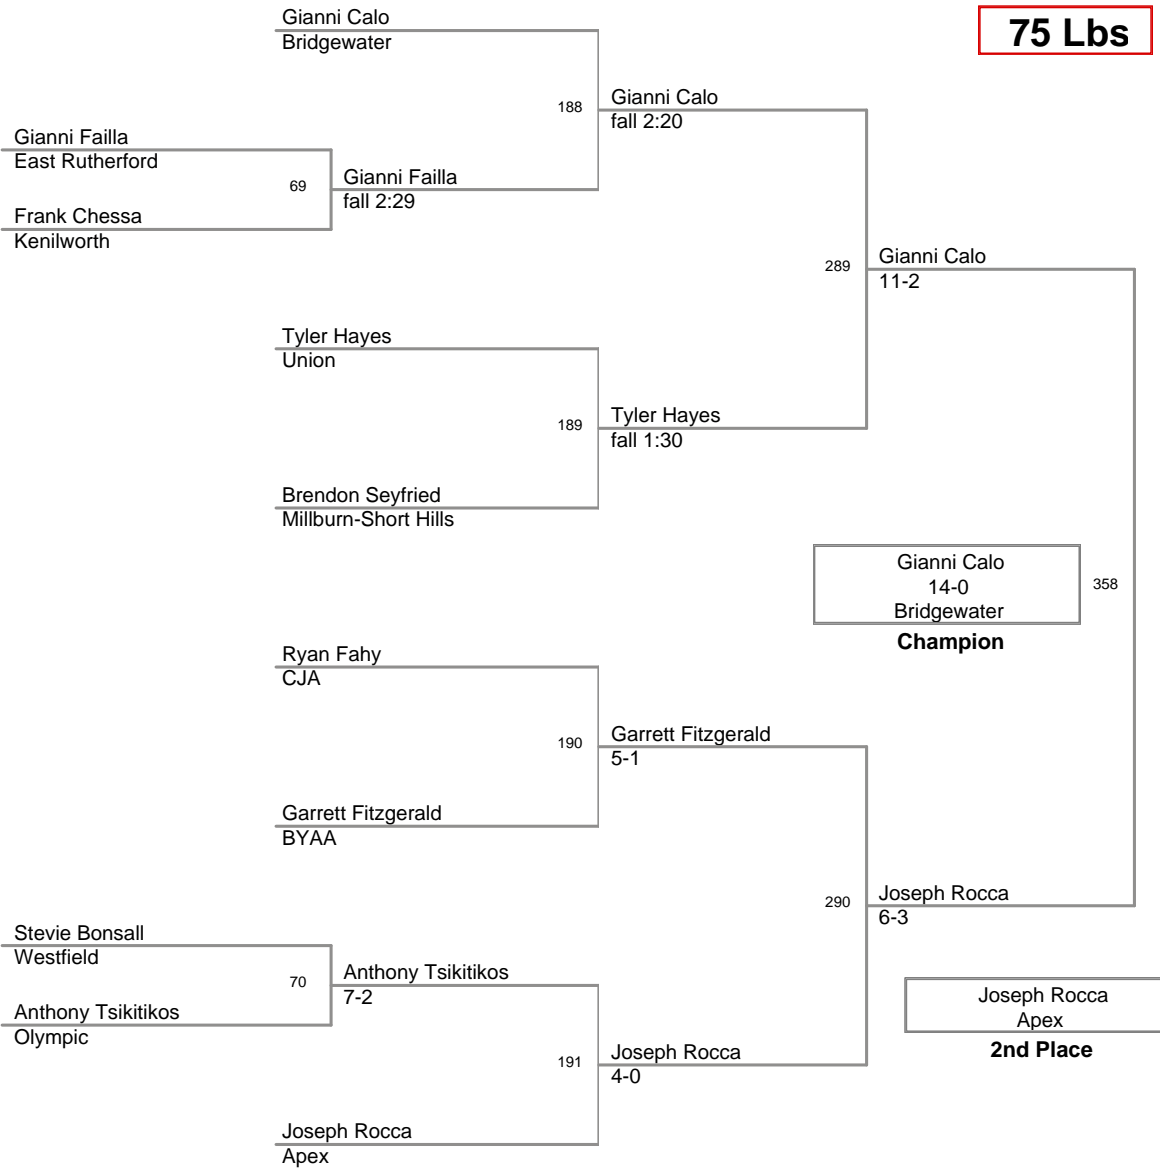 Gianni Calo
Bridgewater
75 Lbs
188
Gianni Calo
fall 2:20
Gianni Failla
East Rutherford
69
Gianni Failla
fall 2:29
Frank Chessa
Kenilworth
289
Gianni Calo
11-2
Tyler Hayes
Union
189
Tyler Hayes
fall 1:30
Brendon Seyfried
Millburn-Short Hills
Gianni Calo
14-0
Bridgewater
358
Champion
Ryan Fahy
CJA
190
Garrett Fitzgerald
5-1
Garrett Fitzgerald
BYAA
290
Joseph Rocca
6-3
Stevie Bonsall
Westfield
70
Anthony Tsikitikos
7-2
Anthony Tsikitikos
Olympic
Joseph Rocca
Apex
2nd Place
191
Joseph Rocca
4-0
Joseph Rocca
Apex